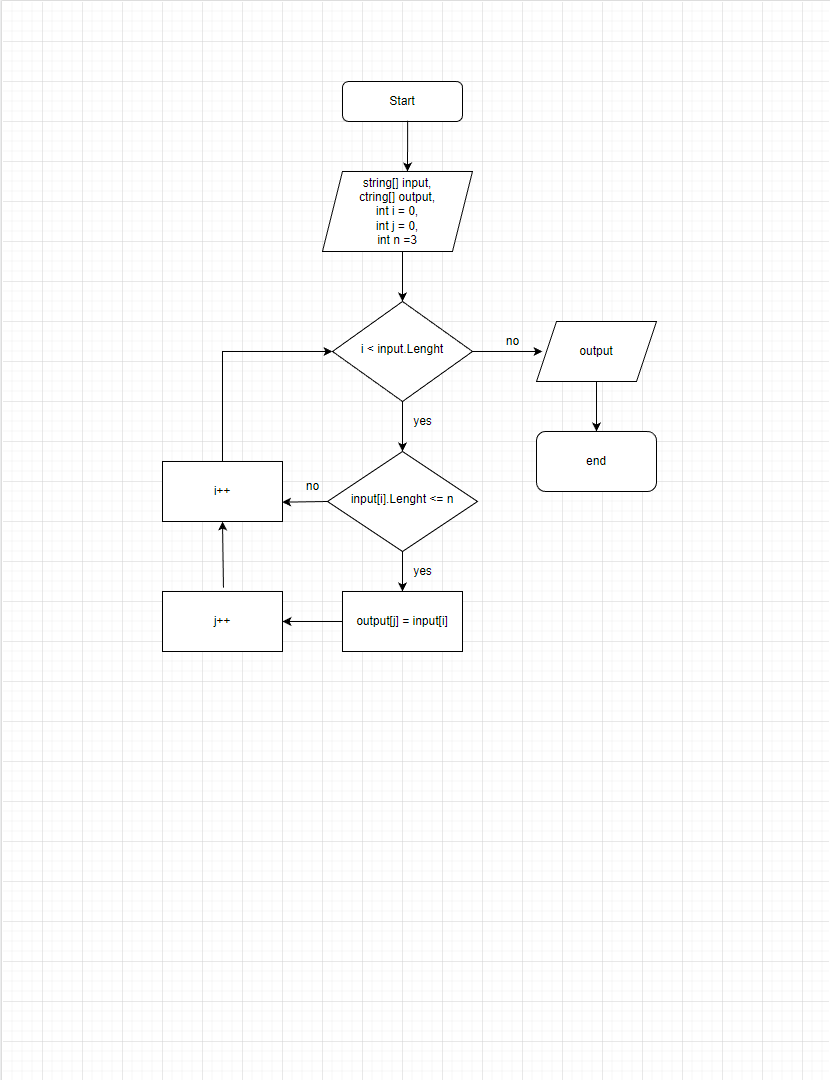 Start
string[] input,
ctring[] output,
int i = 0,
int j = 0,
int n =3
i < input.Lenght
no
output
yes
end
i++
no
input[i].Lenght <= n
yes
j++
output[j] = input[i]